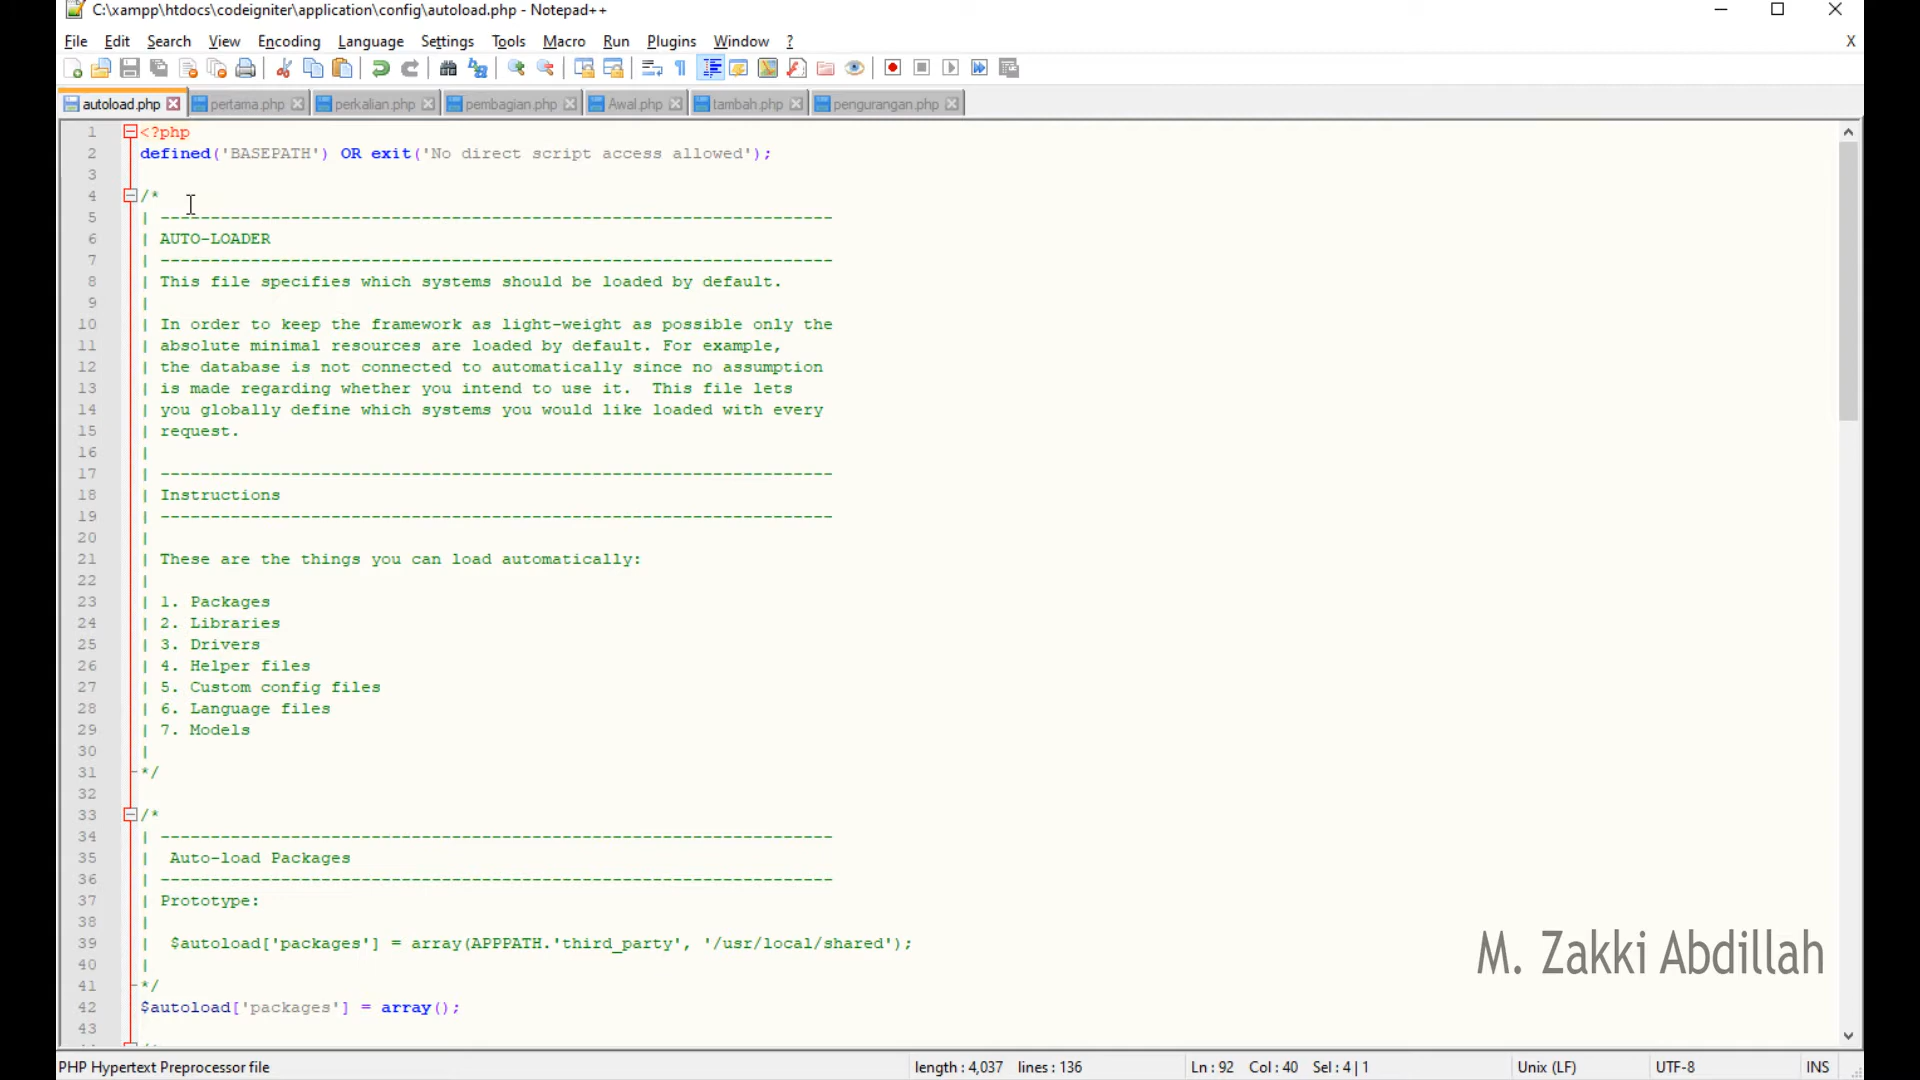 C:\xampp\htdocs\codeigniter\application\config\autoload.php - Notepad++
File Edit Search View Encoding Language Settings Tools Macro Run Plugins Window ? X
autoload.php pertama.php perkalian.php pembagian.php Awal.php tambah.php pengurangan.php
1 <?php
2 defined('BASEPATH') OR exit('No direct script access allowed');
3
4 /*
5 | -------------------------------------------------------------------
6 | AUTO-LOADER
7 | -------------------------------------------------------------------
8 | This file specifies which systems should be loaded by default.
9 |
10 | In order to keep the framework as light-weight as possible only the
11 | absolute minimal resources are loaded by default. For example,
12 | the database is not connected to automatically since no assumption
13 | is made regarding whether you intend to use it.  This file lets
14 | you globally define which systems you would like loaded with every
15 | request.
16 |
17 | -------------------------------------------------------------------
18 | Instructions
19 | -------------------------------------------------------------------
20 |
21 | These are the things you can load automatically:
22 |
23 | 1. Packages
24 | 2. Libraries
25 | 3. Drivers
26 | 4. Helper files
27 | 5. Custom config files
28 | 6. Language files
29 | 7. Models
30 |
31 */
32
33 /*
34 | -------------------------------------------------------------------
35 |  Auto-load Packages
36 | -------------------------------------------------------------------
37 | Prototype:
38 |
39 |  $autoload['packages'] = array(APPPATH.'third_party', '/usr/local/shared');
40 |
41 */
42 $autoload['packages'] = array();
43
M. Zakki Abdillah
PHP Hypertext Preprocessor file length : 4,037 lines : 136 Ln : 92 Col : 40 Sel : 4 | 1 Unix (LF) UTF-8 INS